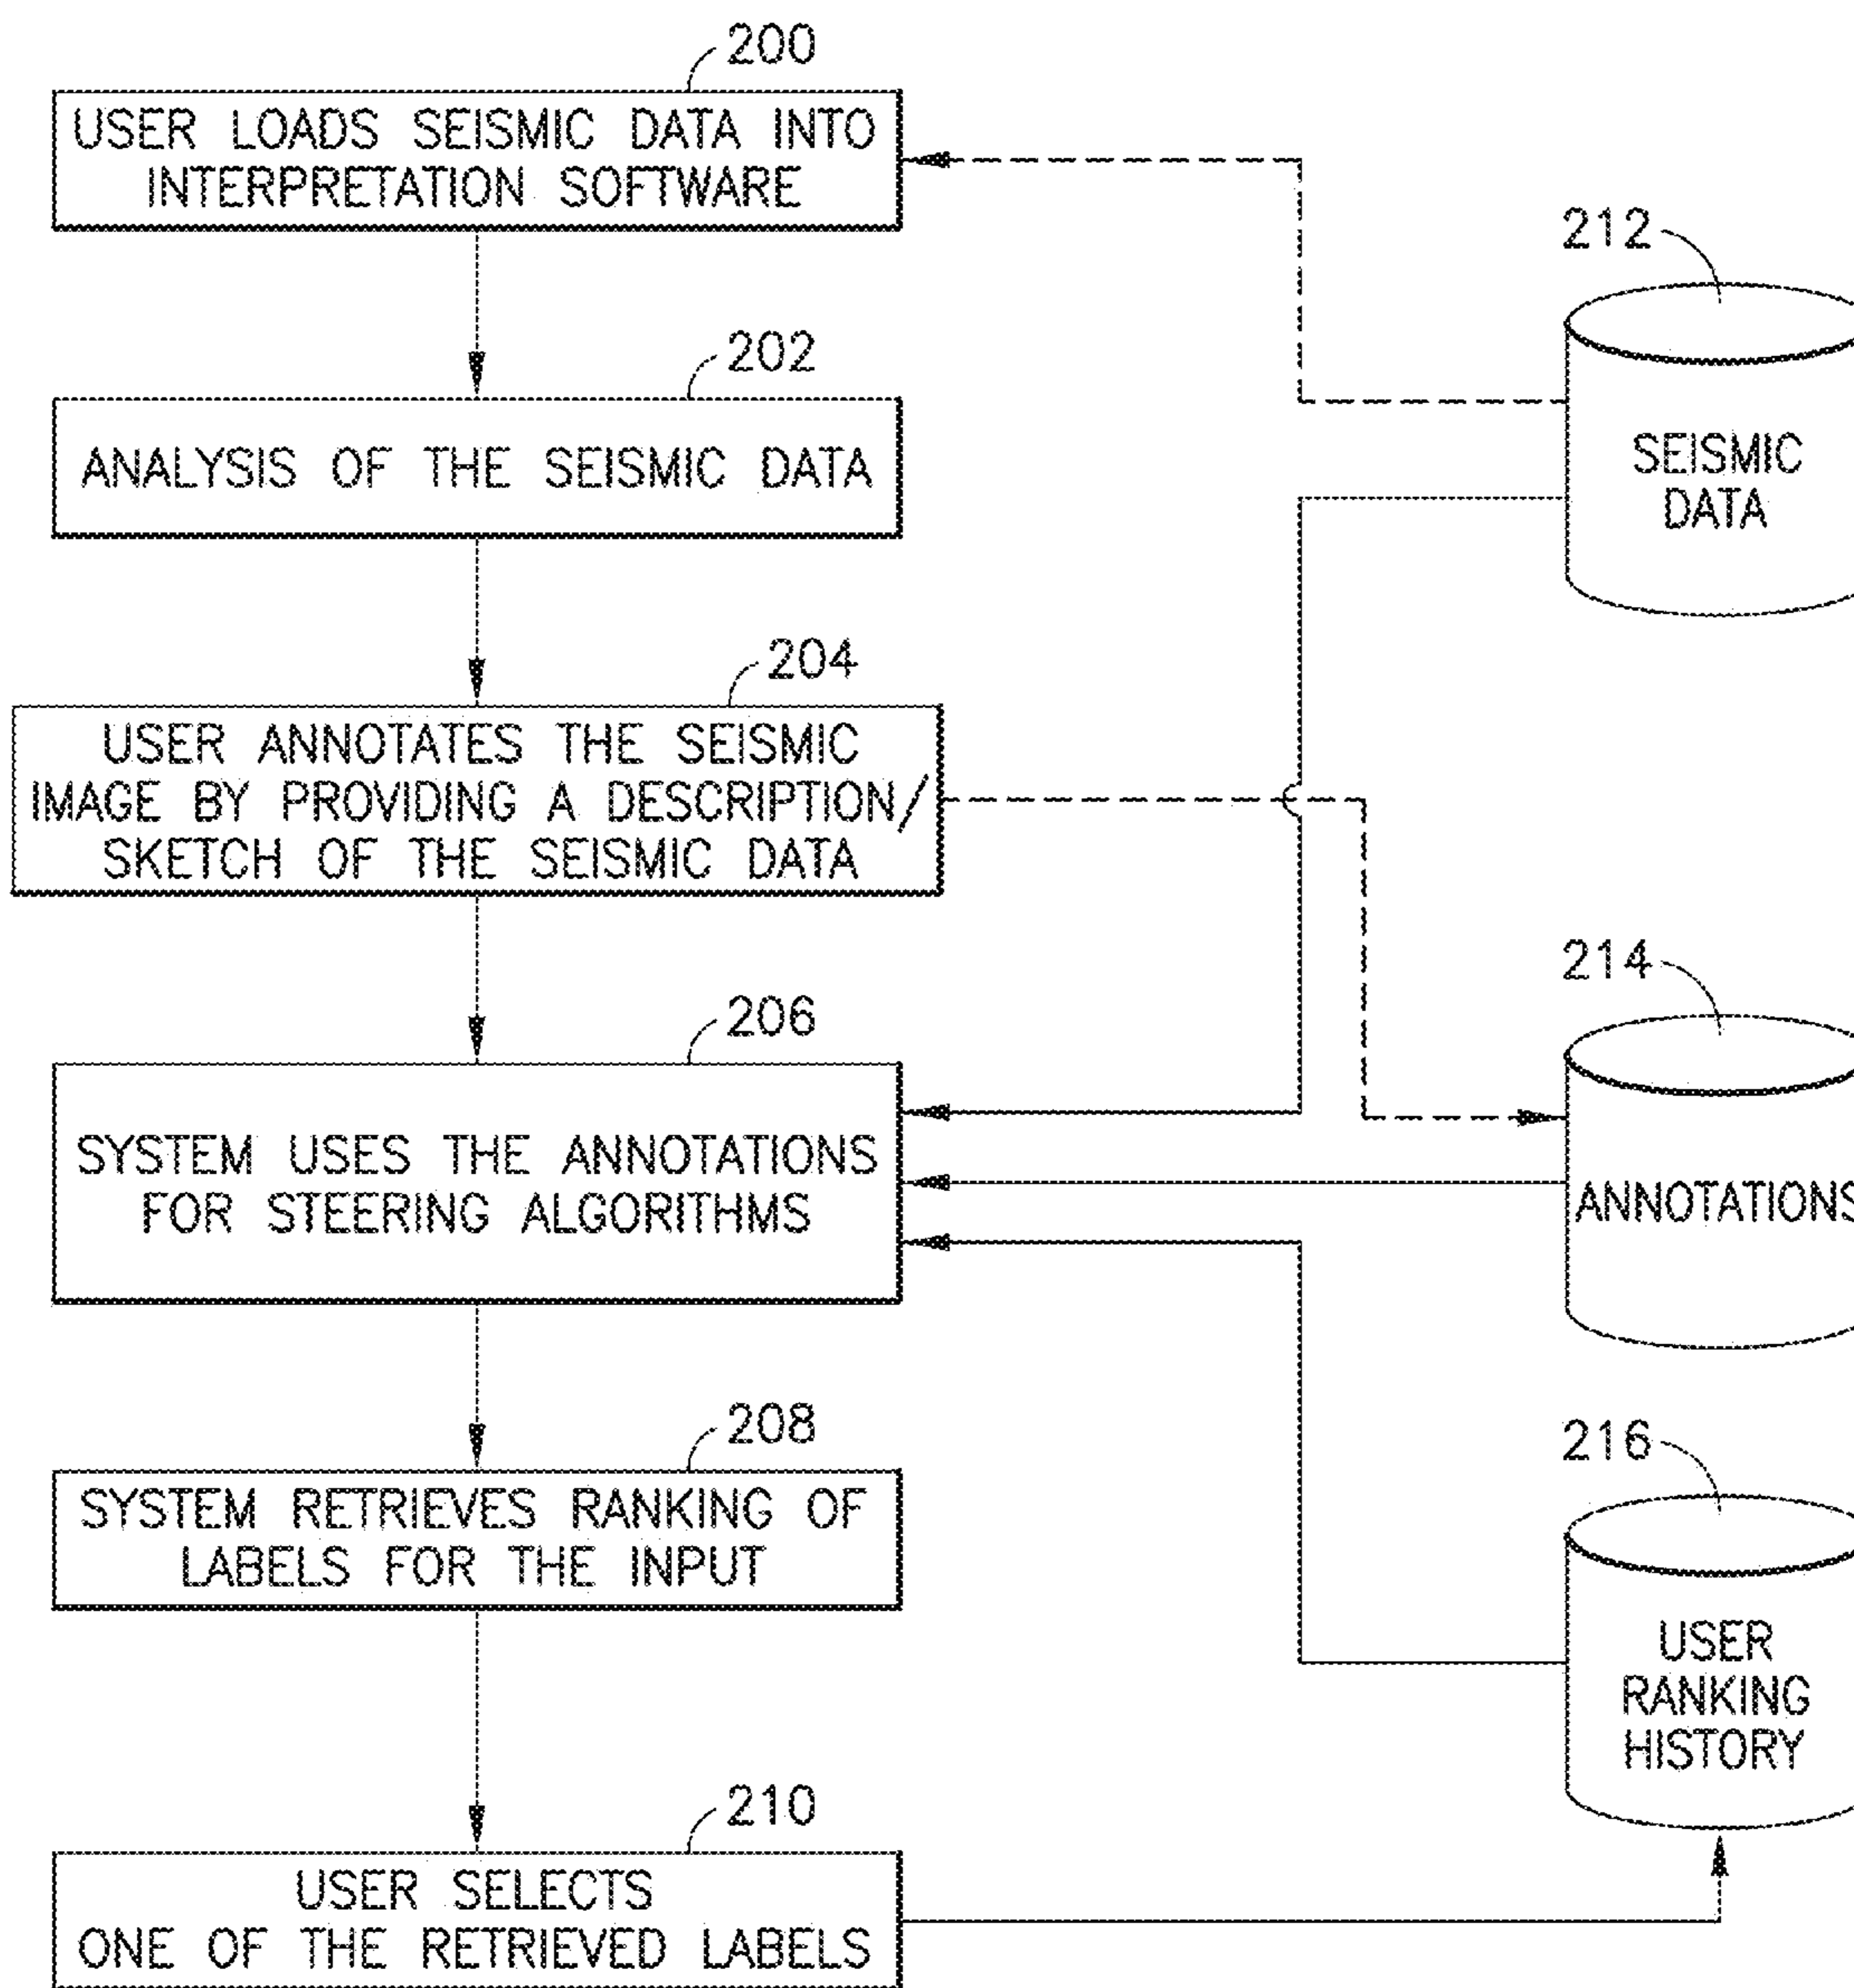 200
USER LOADS SEISMIC DATA INTO
INTERPRETATION SOFTWARE
202
ANALYSIS OF THE SEISMIC DATA
204
USER ANNOTATES THE SEISMIC
IMAGE BY PROVIDING A DESCRIPTION/
SKETCH OF THE SEISMIC DATA
206
SYSTEM USES THE ANNOTATIONS
FOR STEERING ALGORITHMS
208
SYSTEM RETRIEVES RANKING OF
LABELS FOR THE INPUT
210
USER SELECTS
ONE OF THE RETRIEVED LABELS
212
SEISMIC
DATA
214
ANNOTATIONS
216
USER
RANKING
HISTORY